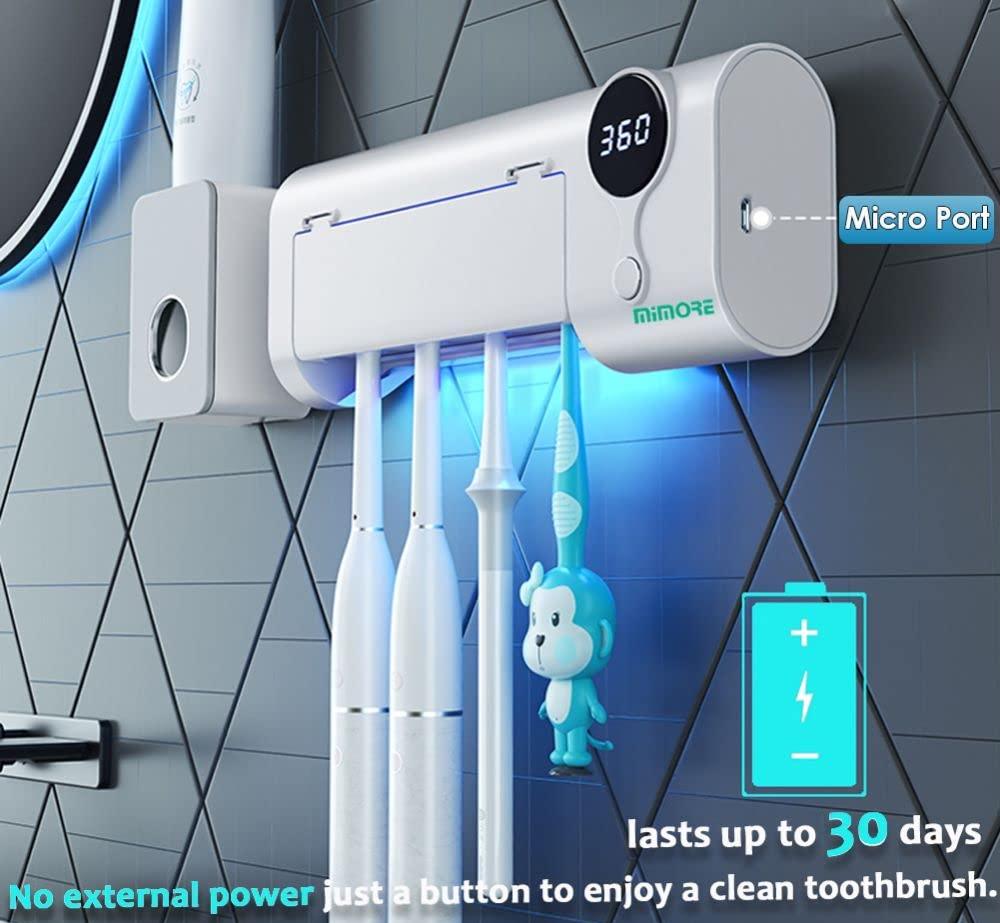 360
Micro Port
MiMORE
lasts up to 30 days
No external power just a button to enjoy a clean toothbrush.